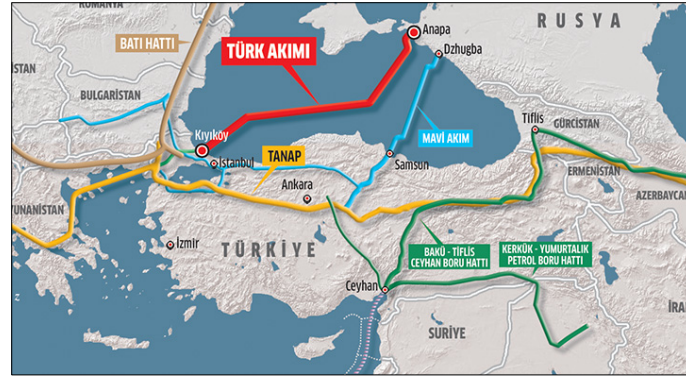 ROMANYA
RUSYA
BATI HATTI
TÜRK AKIMI
Anapa
Dzhugba
BULGARİSTAN
MAVİ AKIM
Kıyıköy
Tiflis
GÜRCİSTAN
İstanbul
TANAP
Samsun
ERMENİSTAN
Ankara
AZERBAYCAN
YUNANİSTAN
İzmir
TÜRKİYE
BAKÜ - TİFLİS
CEYHAN BORU HATTI
KERKÜK - YUMURTALIK
PETROL BORU HATTI
Ceyhan
SURİYE
İRA